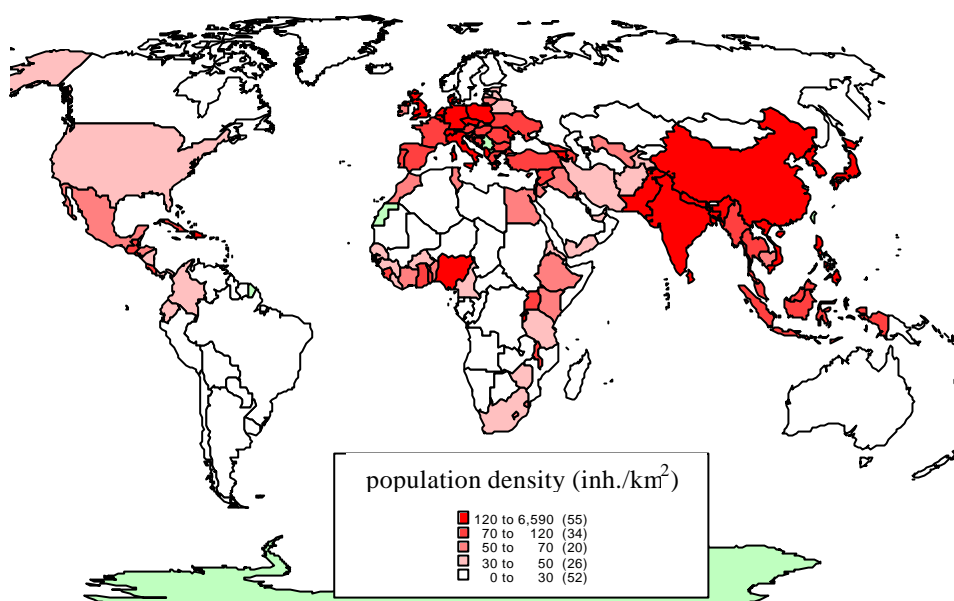 population density (inh./km²)
120 to 6,590 (55)
70 to 120 (34)
50 to 70 (20)
30 to 50 (26)
0 to 30 (52)